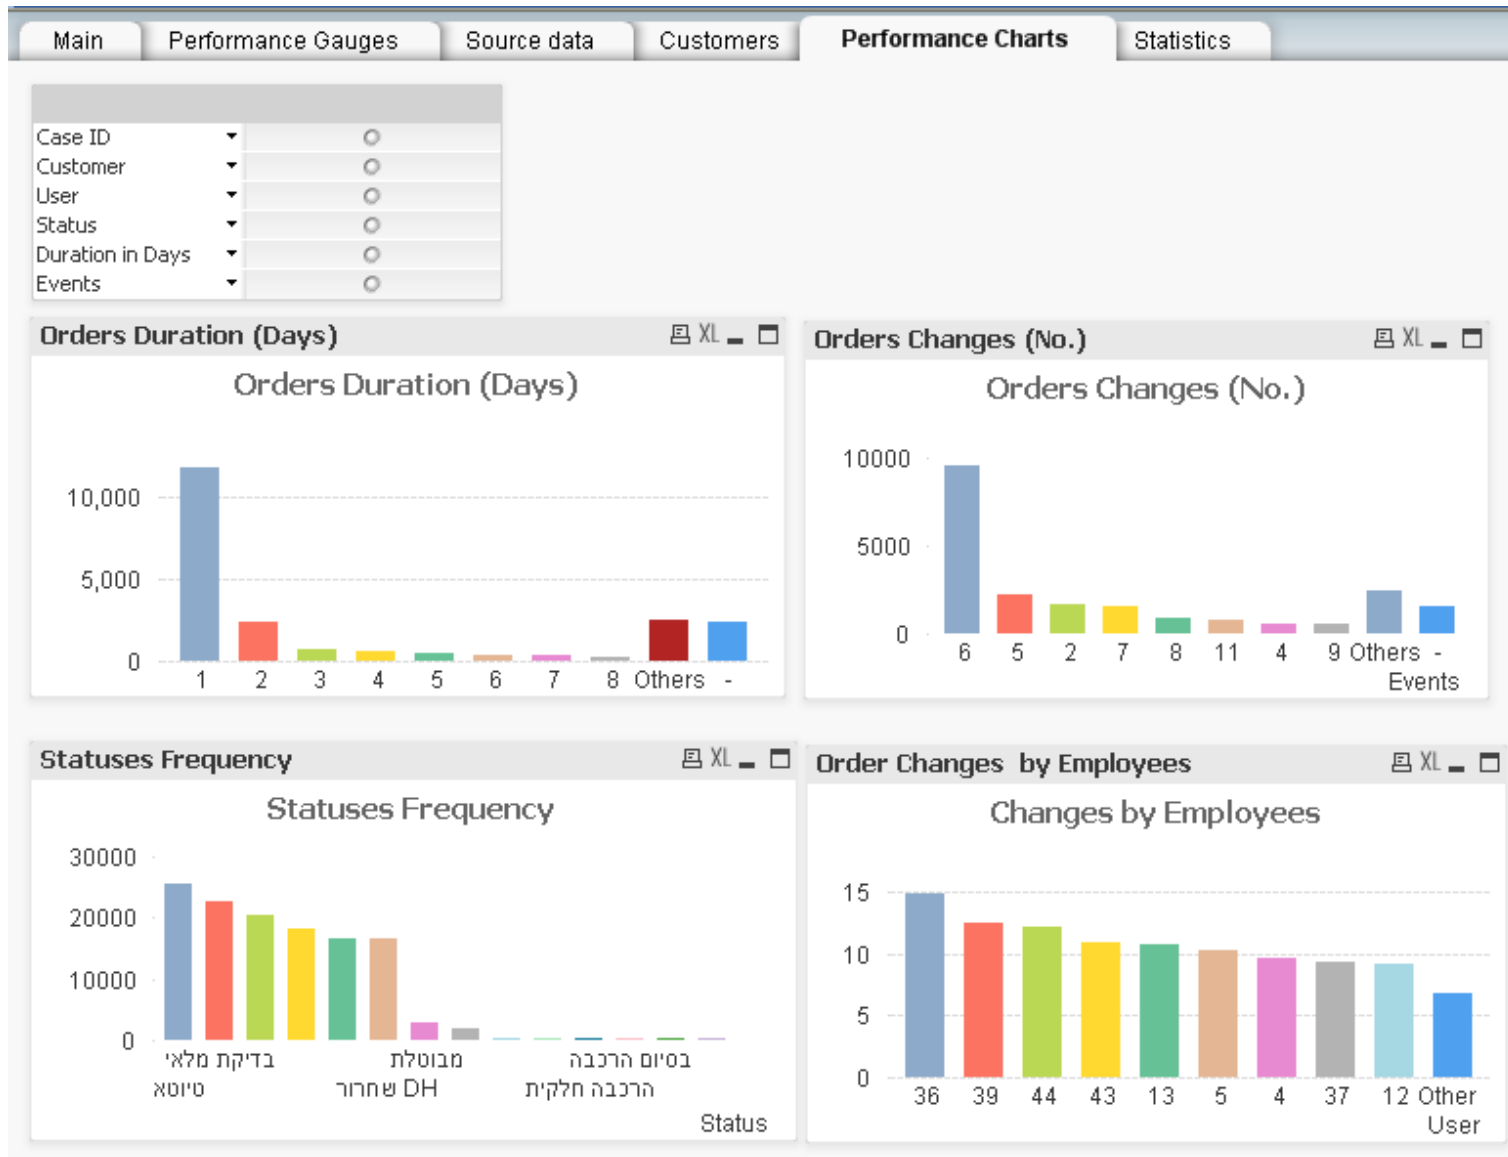 Main Performance Gauges Source data Customers Performance Charts Statistics
Case ID
Customer
User
Status
Duration in Days
Events
Orders Duration (Days) XL
Orders Duration (Days)
10,000
5,000
0
1 2 3 4 5 6 7 8 Others -
Orders Changes (No.) XL
Orders Changes (No.)
10000
5000
0
6 5 2 7 8 11 4 9 Others -
Events
Statuses Frequency XL
Statuses Frequency
30000
20000
10000
0
בדיקת מלאי מבוטלת בסיום הרכבה
טיוטא שחרור DH הרכבה חלקית
Status
Order Changes by Employees XL
Changes by Employees
15
10
5
0
36 39 44 43 13 5 4 37 12 Other
User